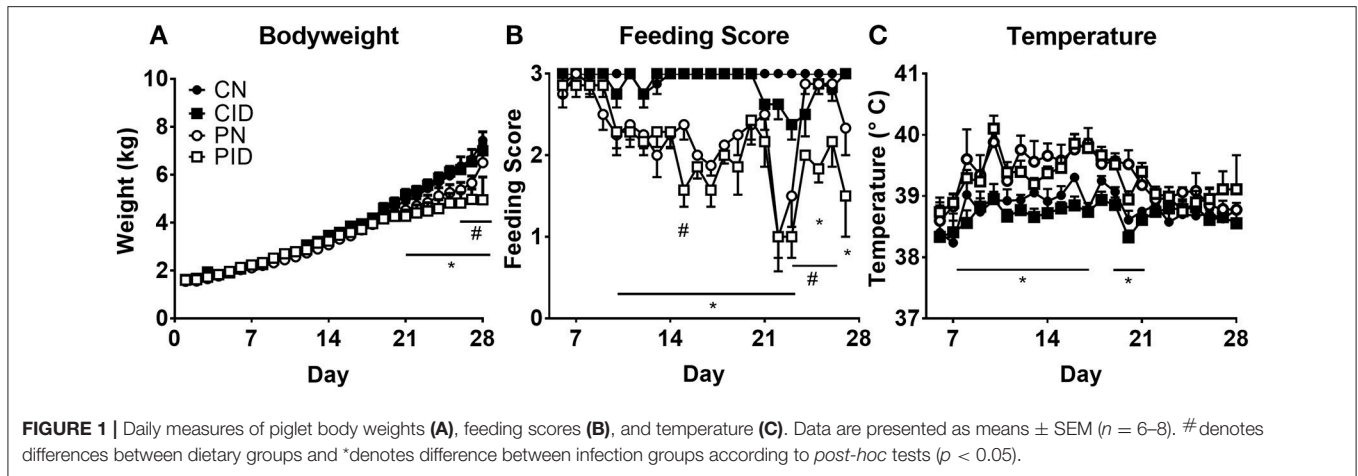 A Bodyweight
10
8
6
4
2
0
Weight (kg)
CN
CID
PN
PID
#
*
0 7 14 21 28
Day
B Feeding Score
3
2
1
0
Feeding Score
#
*
*
#
*
7 14 21 28
Day
C Temperature
41
40
39
38
37
Temperature (° C)
* *
7 14 21 28
Day
FIGURE 1 | Daily measures of piglet body weights (A), feeding scores (B), and temperature (C). Data are presented as means ± SEM (n = 6–8). # denotes
differences between dietary groups and *denotes difference between infection groups according to post-hoc tests (p < 0.05).